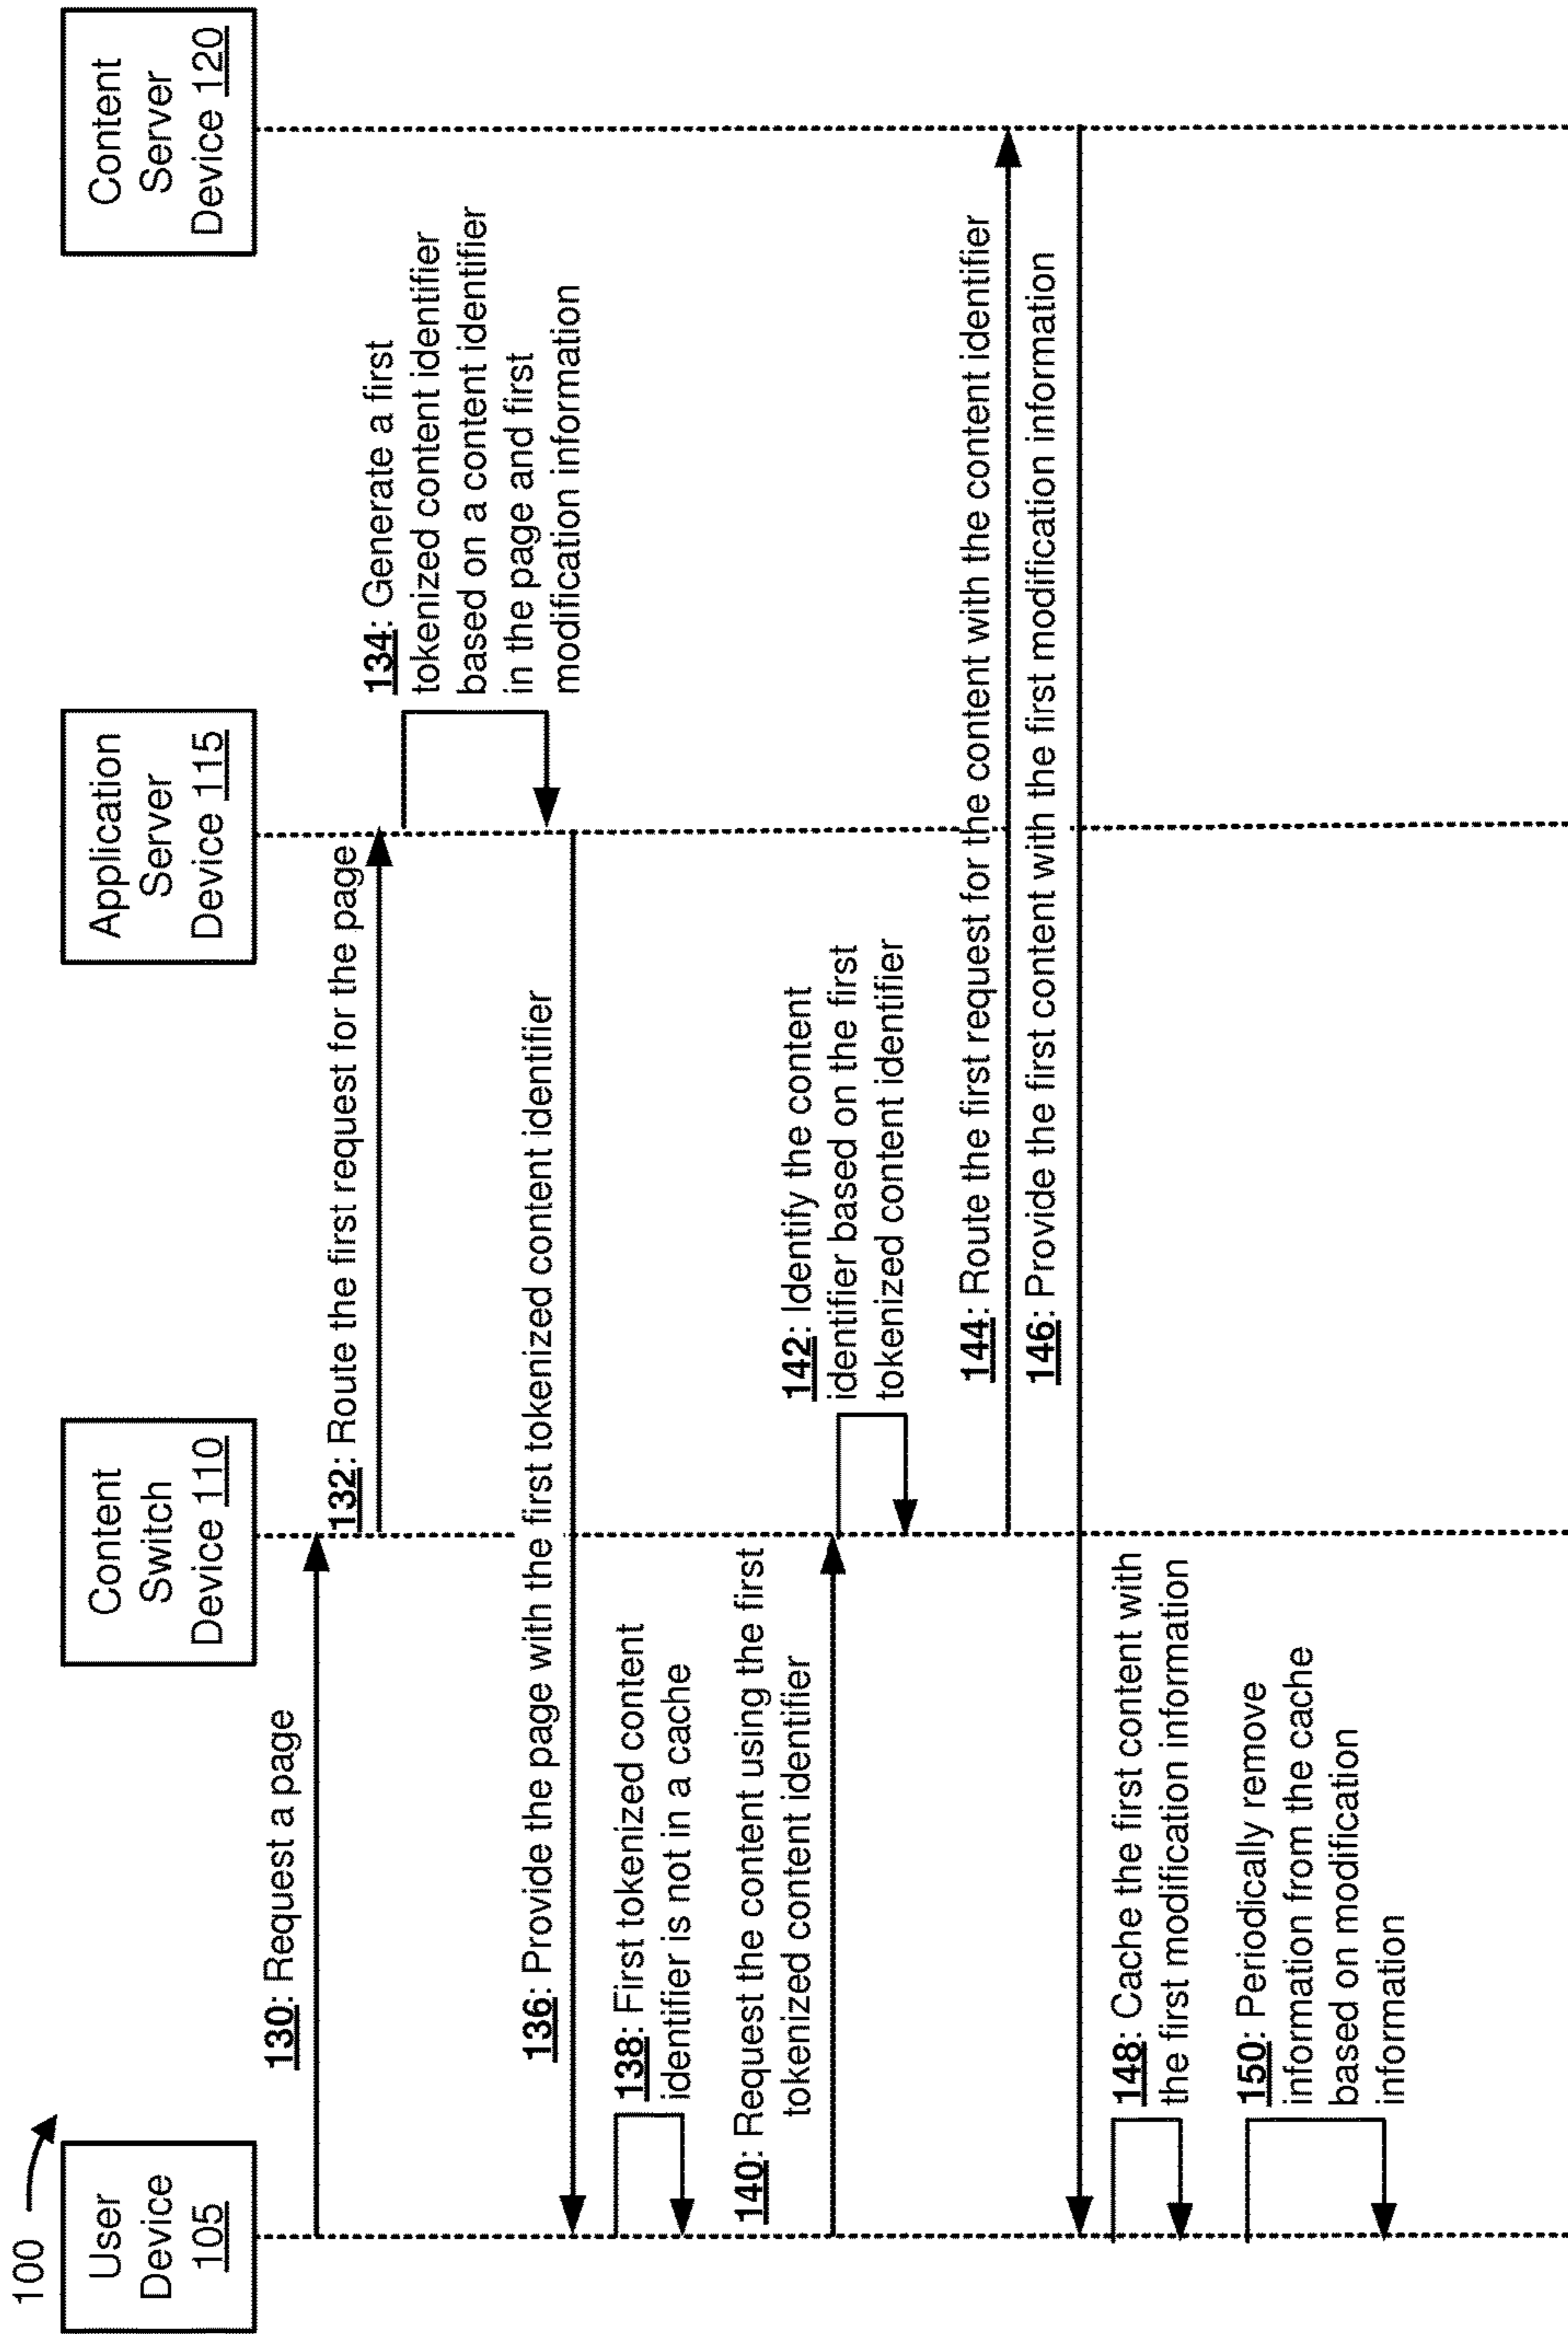 100
User
Device
105
Content
Switch
Device 110
Application
Server
Device 115
Content
Server
Device 120
130: Request a page
132: Route the first request for the page
134: Generate a first
tokenized content identifier
based on a content identifier
in the page and first
modification information
136: Provide the page with the first tokenized content identifier
138: First tokenized content
identifier is not in a cache
140: Request the content using the first
tokenized content identifier
142: Identify the content
identifier based on the first
tokenized content identifier
144: Route the first request for the content with the content identifier
146: Provide the first content with the first modification information
148: Cache the first content with
the first modification information
150: Periodically remove
information from the cache
based on modification
information